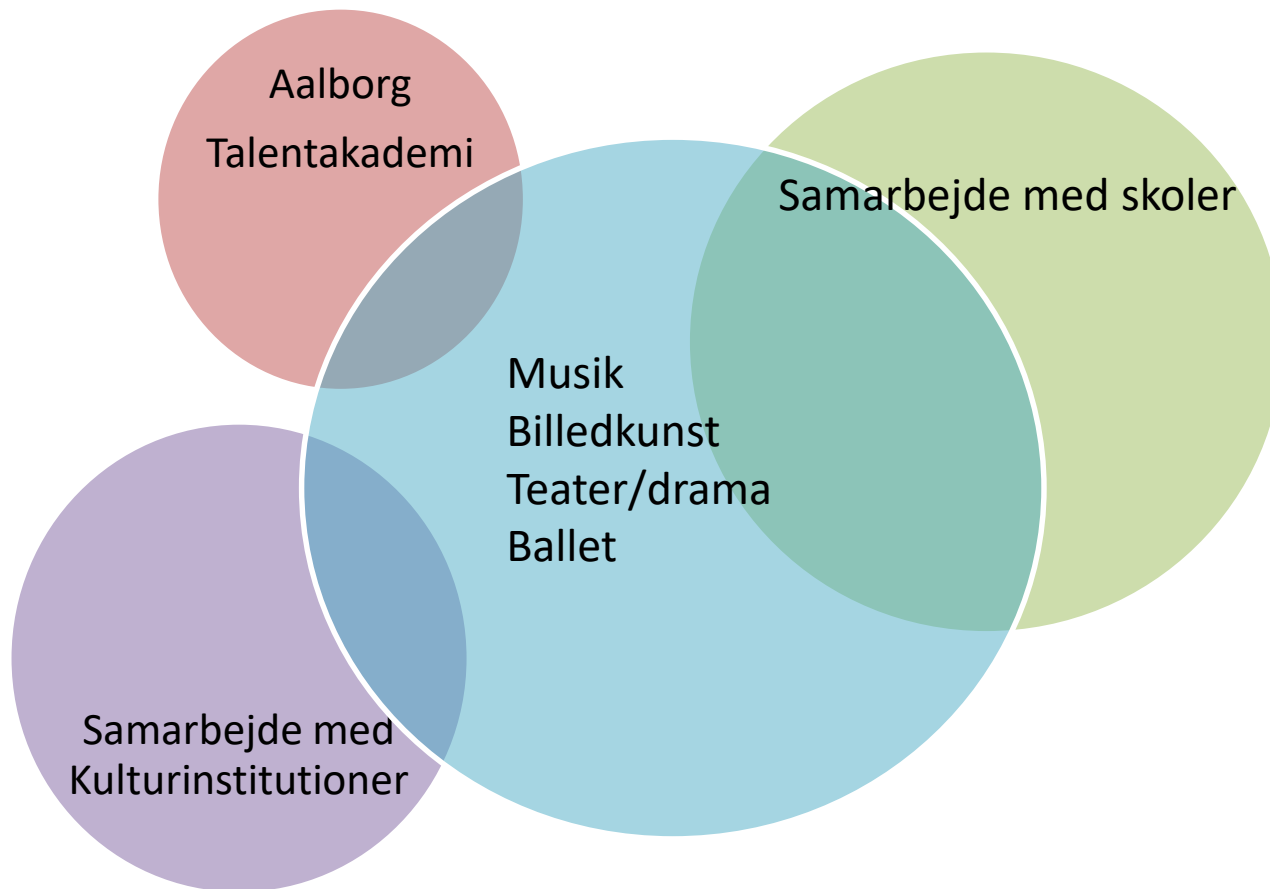 Aalborg
Talentakademi
Samarbejde med skoler
Musik
Billedkunst
Teater/drama
Ballet
Samarbejde med
Kulturinstitutioner